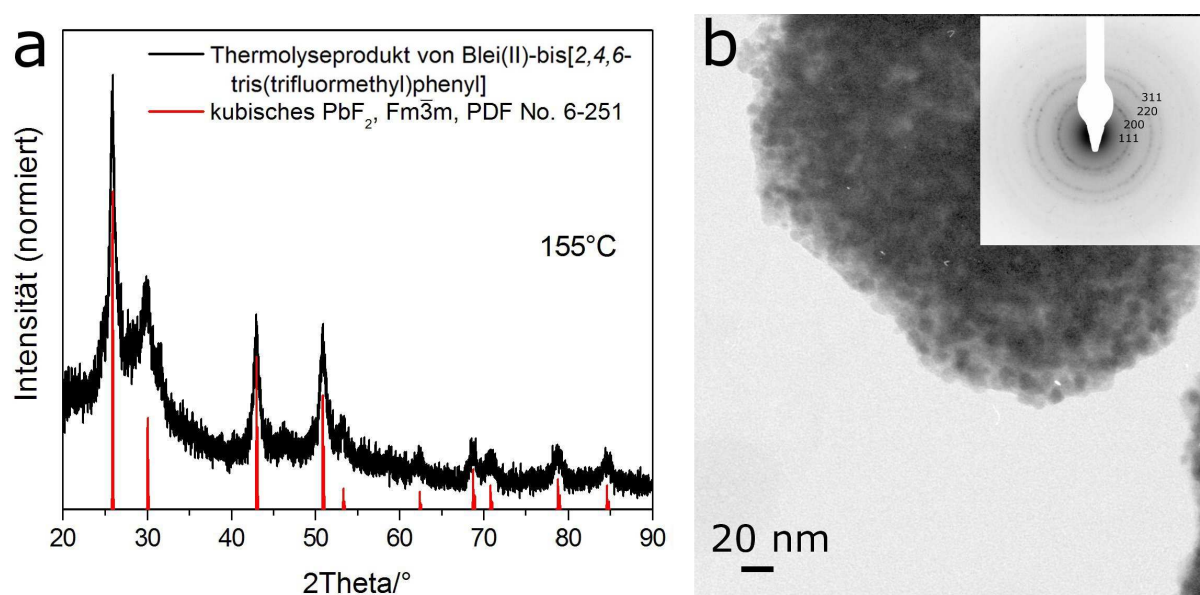 a
Thermolyseprodukt von Blei(II)-bis[2,4,6-
tris(trifluormethyl)phenyl]
kubisches PbF₂, Fm3̅m, PDF No. 6-251
155°C
Intensität (normiert)
20 30 40 50 60 70 80 90
2Theta/°
b
311
220
200
111
20 nm